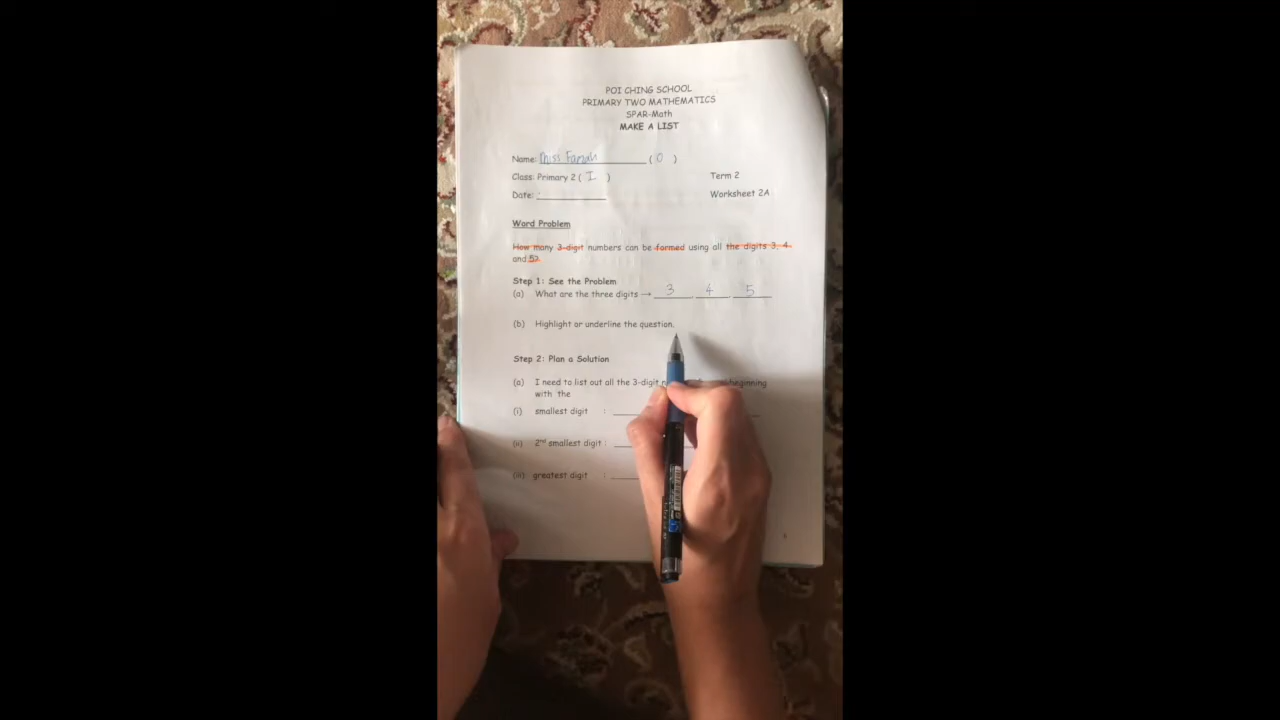 POI CHING SCHOOL
PRIMARY TWO MATHEMATICS
SPAR-Math
MAKE A LIST
Name: Miss Farah ( 0 )
Class: Primary 2 ( I ) Term 2
Date: Worksheet 2A
Word Problem
How many 3-digit numbers can be formed using all the digits 3, 4
and 5?
Step 1: See the Problem
(a) What are the three digits → 3, 4, 5
(b) Highlight or underline the question.
Step 2: Plan a Solution
(a) I need to list out all the 3-digit beginning
with the
(i) smallest digit :
(ii) 2nd smallest digit :
(iii) greatest digit :
1